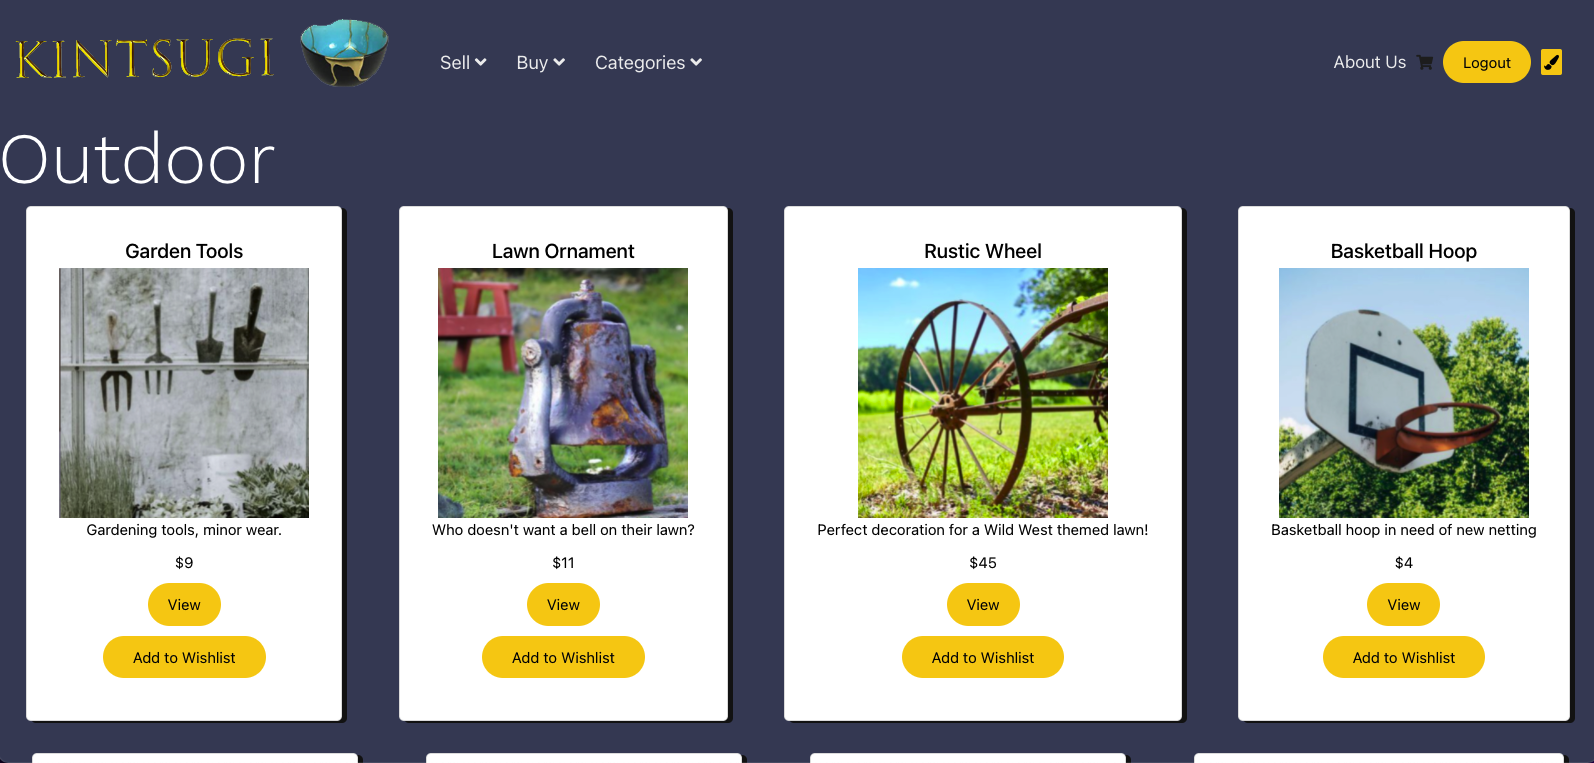 KINTSUGI
Sell
Buy
Categories
About Us
Logout
Outdoor
Garden Tools
Gardening tools, minor wear.
$9
View
Add to Wishlist
Lawn Ornament
Who doesn't want a bell on their lawn?
$11
View
Add to Wishlist
Rustic Wheel
Perfect decoration for a Wild West themed lawn!
$45
View
Add to Wishlist
Basketball Hoop
Basketball hoop in need of new netting
$4
View
Add to Wishlist